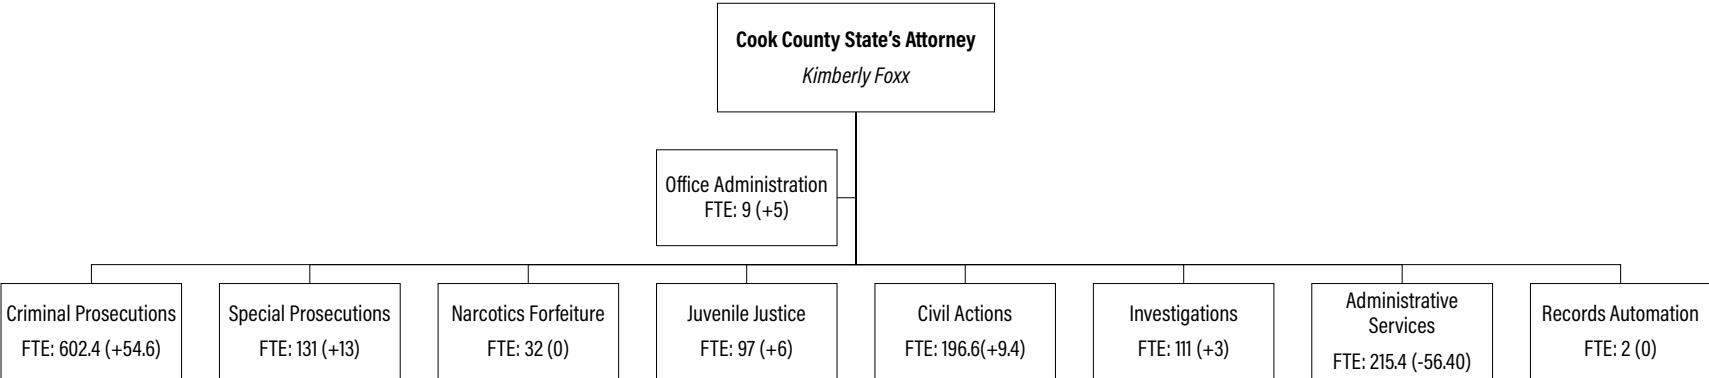 Cook County State's Attorney
Kimberly Foxx
Office Administration
FTE: 9 (+5)
Criminal Prosecutions
FTE: 602.4 (+54.6)
Special Prosecutions
FTE: 131 (+13)
Narcotics Forfeiture
FTE: 32 (0)
Juvenile Justice
FTE: 97 (+6)
Civil Actions
FTE: 196.6(+9.4)
Investigations
FTE: 111 (+3)
Administrative
Services
FTE: 215.4 (-56.40)
Records Automation
FTE: 2 (0)